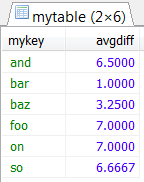 mytable (2×6)
mykey avgdiff
and 6.5000
bar 1.0000
baz 3.2500
foo 7.0000
on 7.0000
so 6.6667